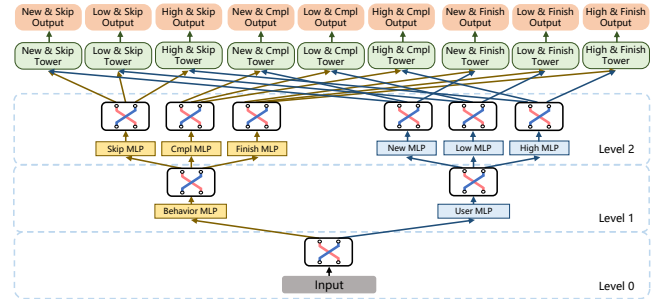 New & Skip Output
Low & Skip Output
High & Skip Output
New & Cmpl Output
Low & Cmpl Output
High & Cmpl Output
New & Finish Output
Low & Finish Output
High & Finish Output
New & Skip Tower
Low & Skip Tower
High & Skip Tower
New & Cmpl Tower
Low & Cmpl Tower
High & Cmpl Tower
New & Finish Tower
Low & Finish Tower
High & Finish Tower
Skip MLP
Cmpl MLP
Finish MLP
New MLP
Low MLP
High MLP
Level 2
Behavior MLP
User MLP
Level 1
Input
Level 0